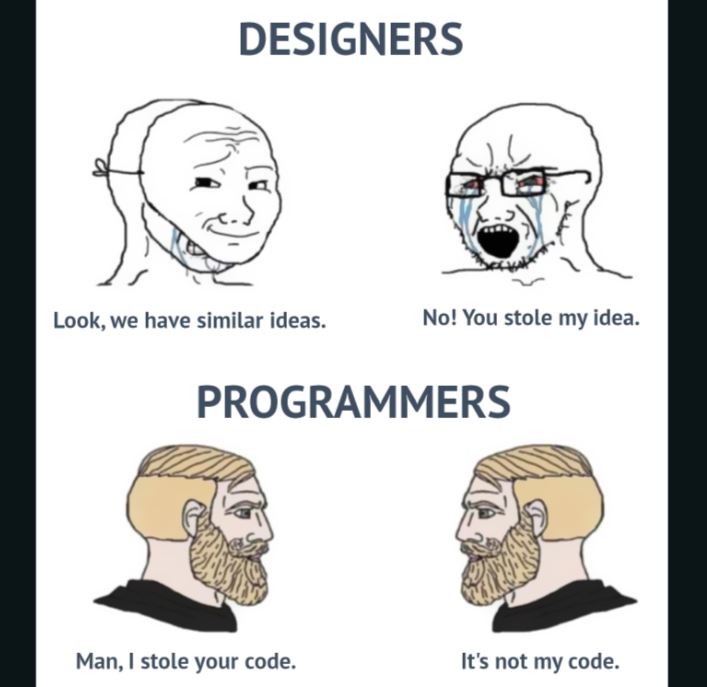 DESIGNERS
Look, we have similar ideas.
No! You stole my idea.
PROGRAMMERS
Man, I stole your code.
It's not my code.